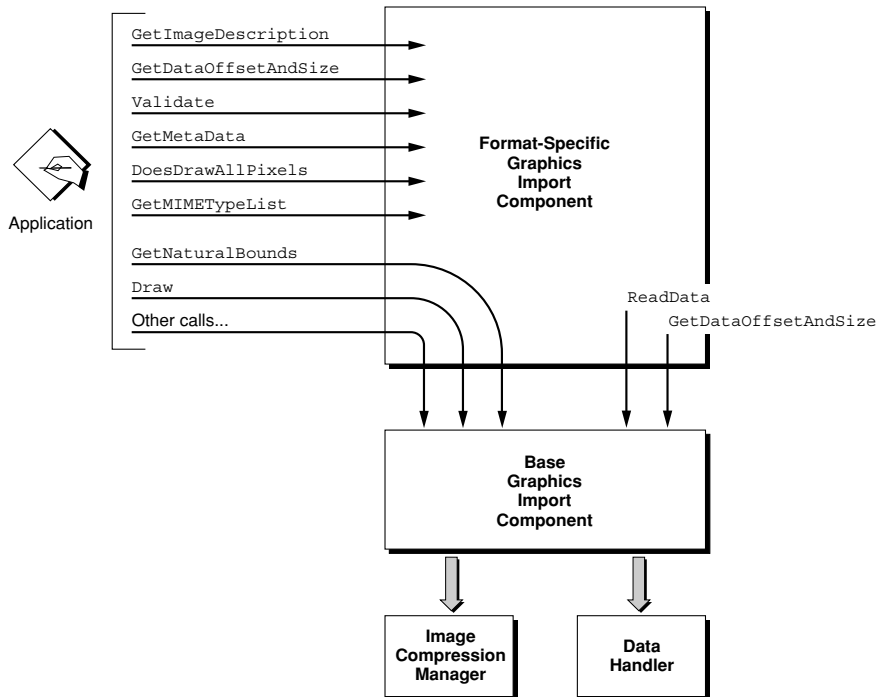 GetImageDescription
GetDataOffsetAndSize
Validate
GetMetaData
DoesDrawAllPixels
GetMIMETypeList
GetNaturalBounds
Draw
Other calls...
Application
Format-Specific
Graphics
Import
Component
ReadData
GetDataOffsetAndSize
Base
Graphics
Import
Component
Image
Compression
Manager
Data
Handler